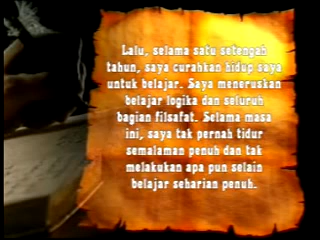 Lalu, selama satu setengah
tahun, saya curahkan hidup saya
untuk belajar. Saya meneruskan
belajar logika dan seluruh
bagian filsafat. Selama masa
ini, saya tak pernah tidur
semalaman penuh dan tak
melakukan apa pun selain
belajar seharian penuh.